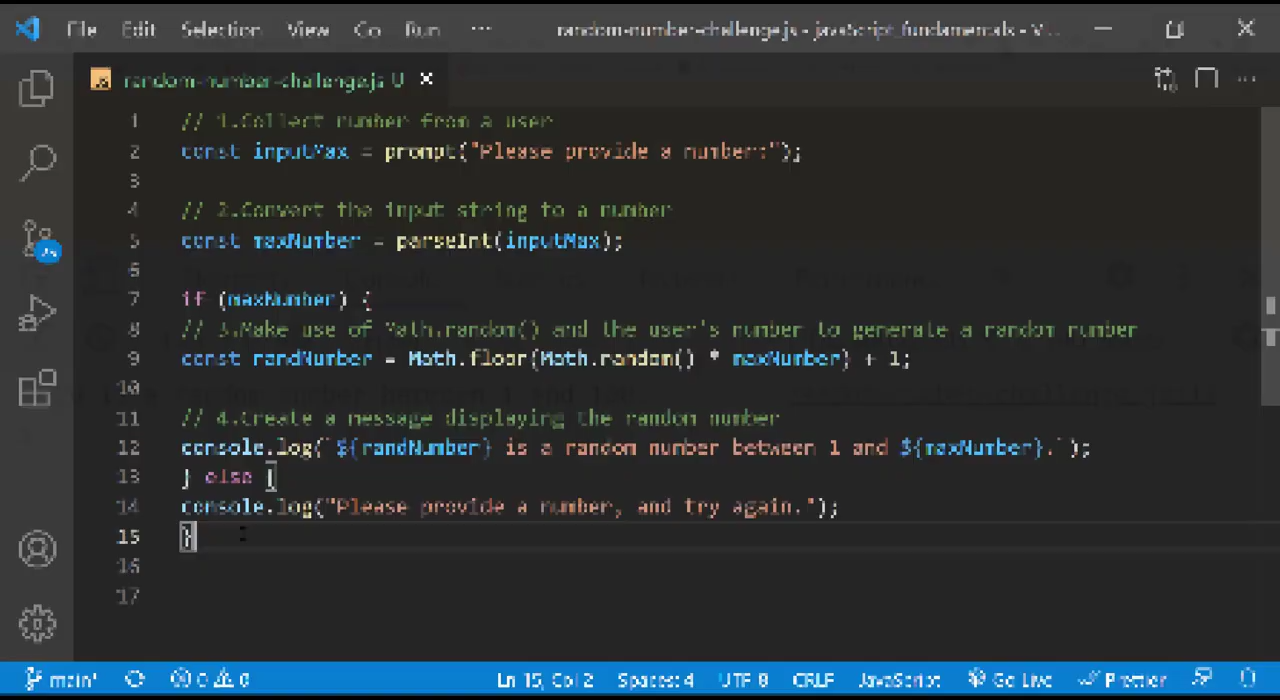 File Edit Selection View Go Run ··· random-number-challenge.js - javaScript_fundamentals - V...
random-number-challenge.js U
1 // 1.Collect number from a user
2 const inputMax = prompt("Please provide a number:");
3
4 // 2.Convert the input string to a number
5 const maxNumber = parseInt(inputMax);
6
7 if (maxNumber) {
8 // 3.Make use of Math.random() and the user's number to generate a random number
9 const randNumber = Math.floor(Math.random() * maxNumber) + 1;
10
11 // 4.Create a message displaying the random number
12 console.log(`${randNumber} is a random number between 1 and ${maxNumber}.`);
13 } else {
14 console.log("Please provide a number, and try again.");
15 }
16
17
main* 0 0 Ln 15, Col 2 Spaces: 4 UTF-8 CRLF JavaScript Go Live Prettier